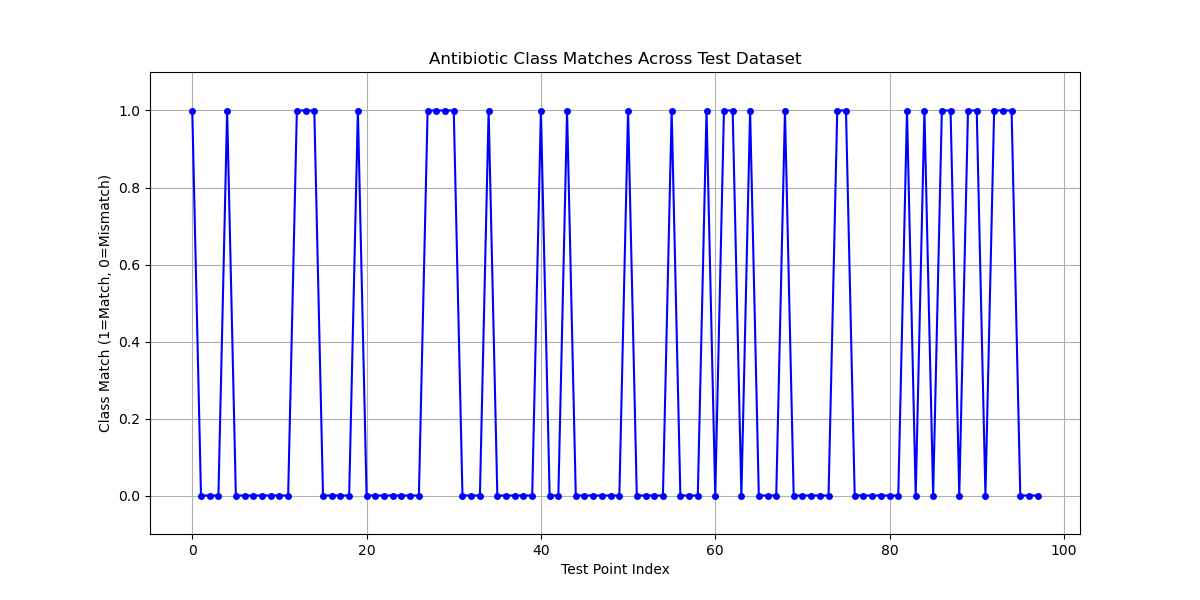 Antibiotic Class Matches Across Test Dataset
Class Match (1=Match, 0=Mismatch)
1.0
0.8
0.6
0.4
0.2
0.0
0 20 40 60 80 100
Test Point Index